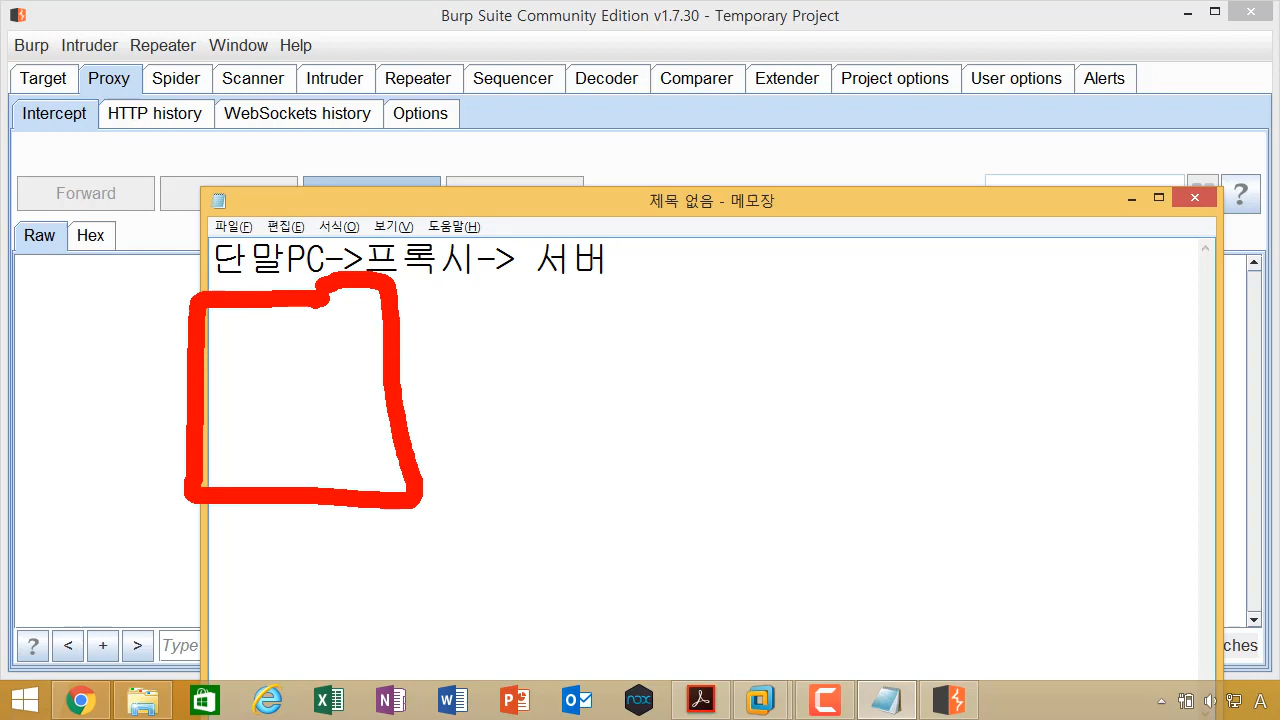 Burp Suite Community Edition v1.7.30 - Temporary Project
Burp Intruder Repeater Window Help
Target Proxy Spider Scanner Intruder Repeater Sequencer Decoder Comparer Extender Project options User options Alerts
Intercept HTTP history WebSockets history Options
Forward
?
제목 없음 - 메모장
Raw Hex
파일(F) 편집(E) 서식(O) 보기(V) 도움말(H)
단말PC->프록시-> 서버
? < + > Type
ches
X N W P O nox A